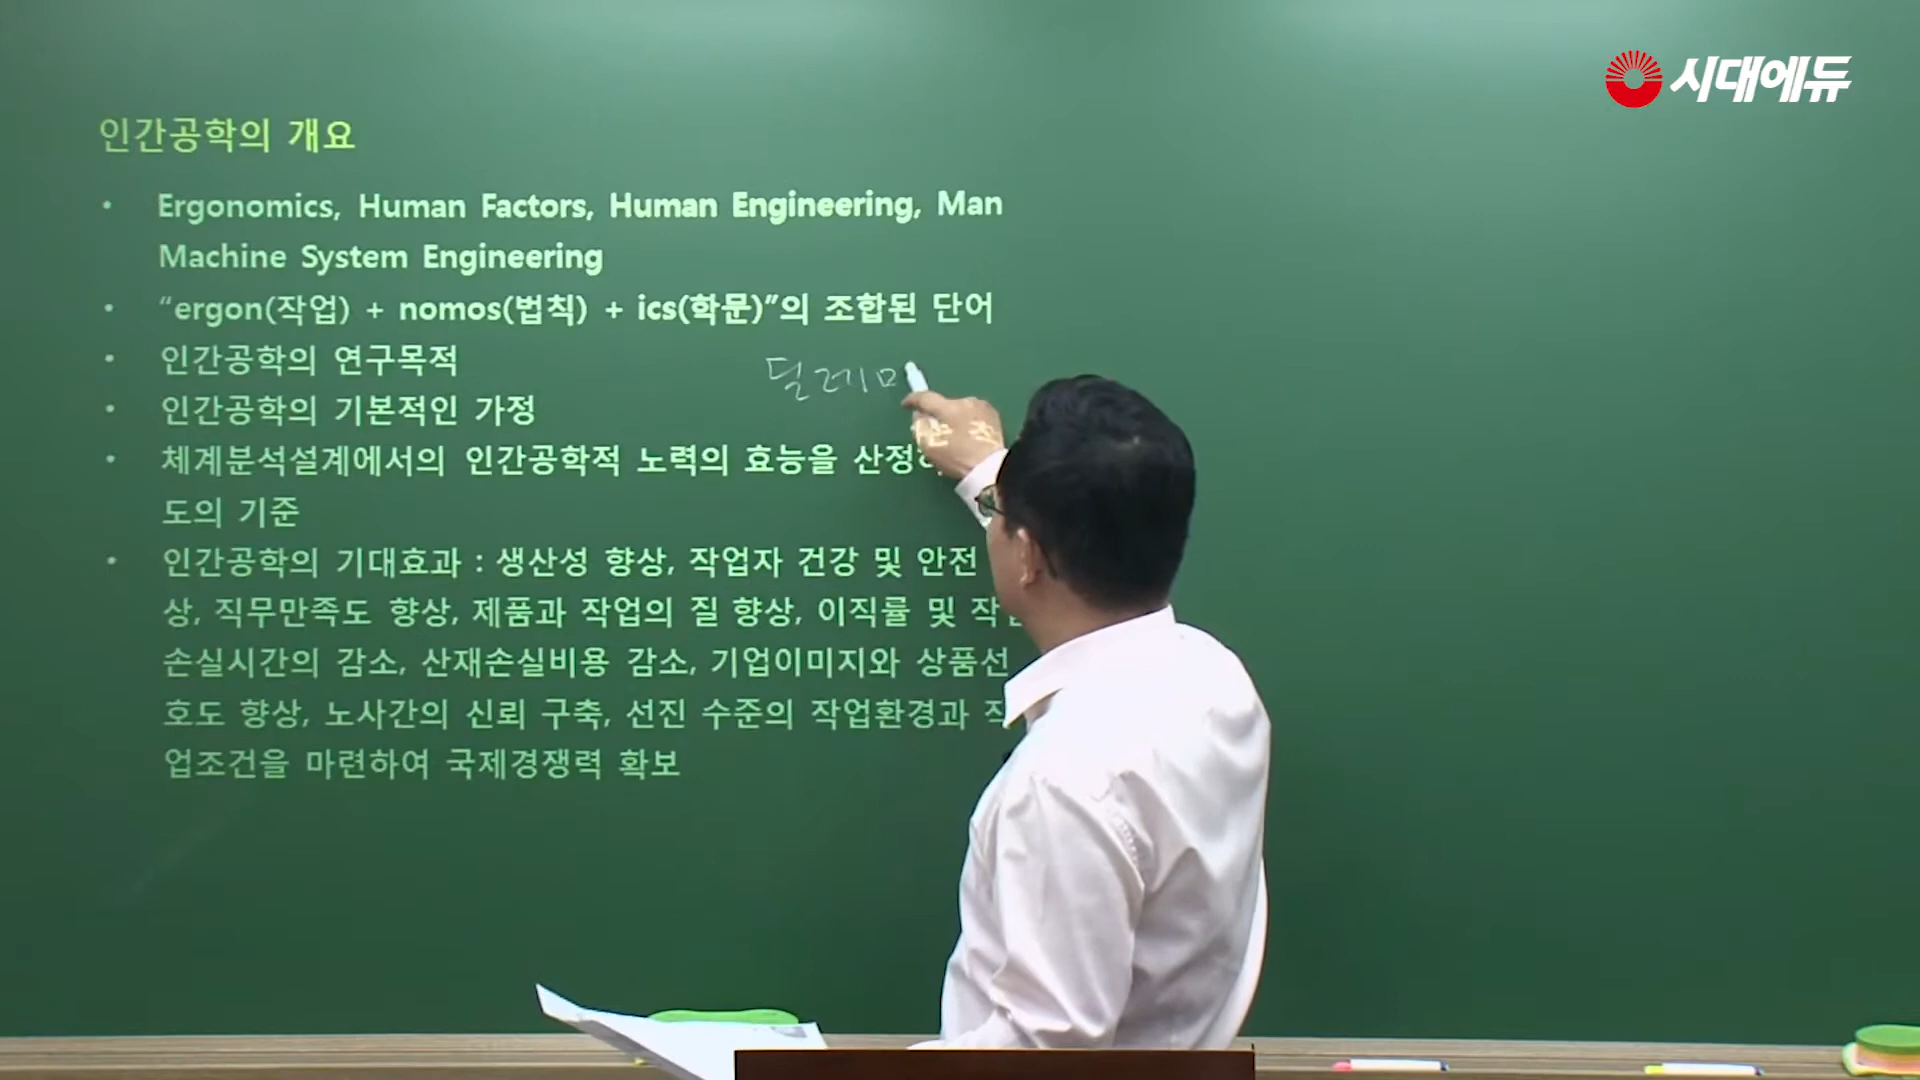 시대에듀
인간공학의 개요
• Ergonomics, Human Factors, Human Engineering, Man
Machine System Engineering
• “ergon(작업) + nomos(법칙) + ics(학문)”의 조합된 단어
• 인간공학의 연구목적
딜레마
• 인간공학의 기본적인 가정
• 체계분석설계에서의 인간공학적 노력의 효능을 산정하
도의 기준
• 인간공학의 기대효과 : 생산성 향상, 작업자 건강 및 안전
상, 직무만족도 향상, 제품과 작업의 질 향상, 이직률 및 작
손실시간의 감소, 산재손실비용 감소, 기업이미지와 상품선
호도 향상, 노사간의 신뢰 구축, 선진 수준의 작업환경과 작
업조건을 마련하여 국제경쟁력 확보